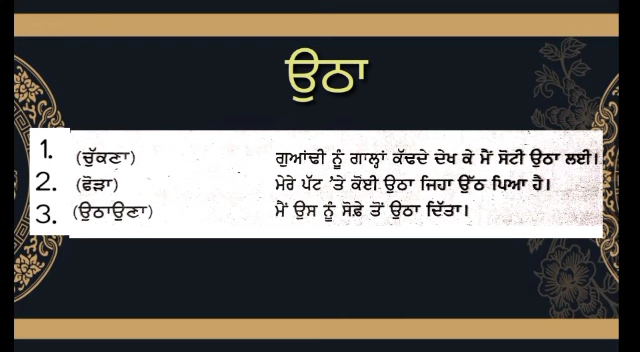 ਉਠਾ
1. (ਚੁੱਕਣਾ) ਗੁਆਂਢੀ ਨੂੰ ਗਾਲ੍ਹਾਂ ਕੱਢਦੇ ਦੇਖ ਕੇ ਮੈਂ ਸੋਟੀ ਉਠਾ ਲਈ।
2. (ਫੋੜਾ) ਮੇਰੇ ਪੱਟ 'ਤੇ ਕੋਈ ਉਠਾ ਜਿਹਾ ਉੱਠ ਪਿਆ ਹੈ।
3. (ਉਠਾਉਣਾ) ਮੈਂ ਉਸ ਨੂੰ ਸੋਫ਼ੇ ਤੋਂ ਉਠਾ ਦਿੱਤਾ।